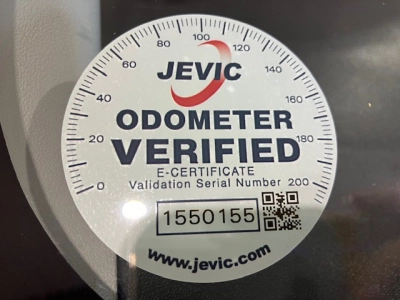 0 20 40 60 80 100 120 140 160 180 200
JEVIC
ODOMETER
VERIFIED
E-CERTIFICATE
Validation Serial Number
1550155
www.jevic.com